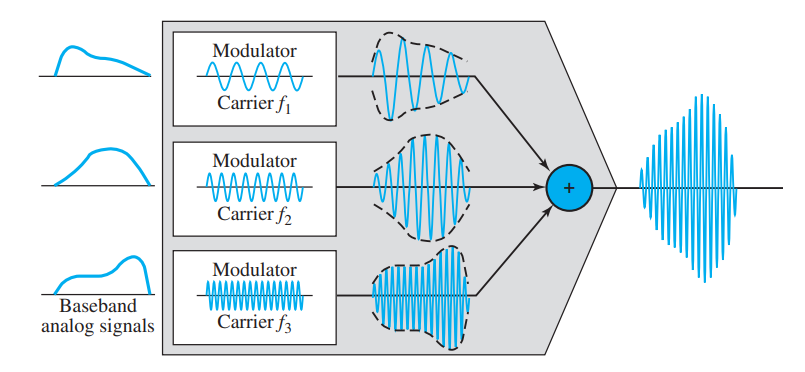 Modulator
Carrier f1
Modulator
Carrier f2
Modulator
Carrier f3
Baseband
analog signals
+